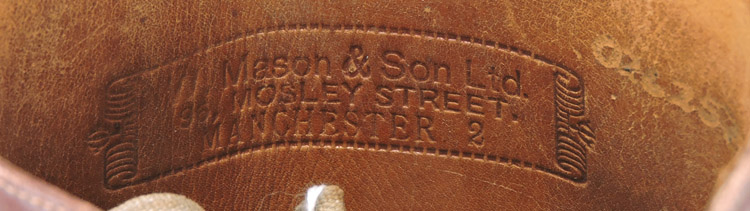 Mason & Son Ltd.
MOSLEY STREET.
MANCHESTER 2